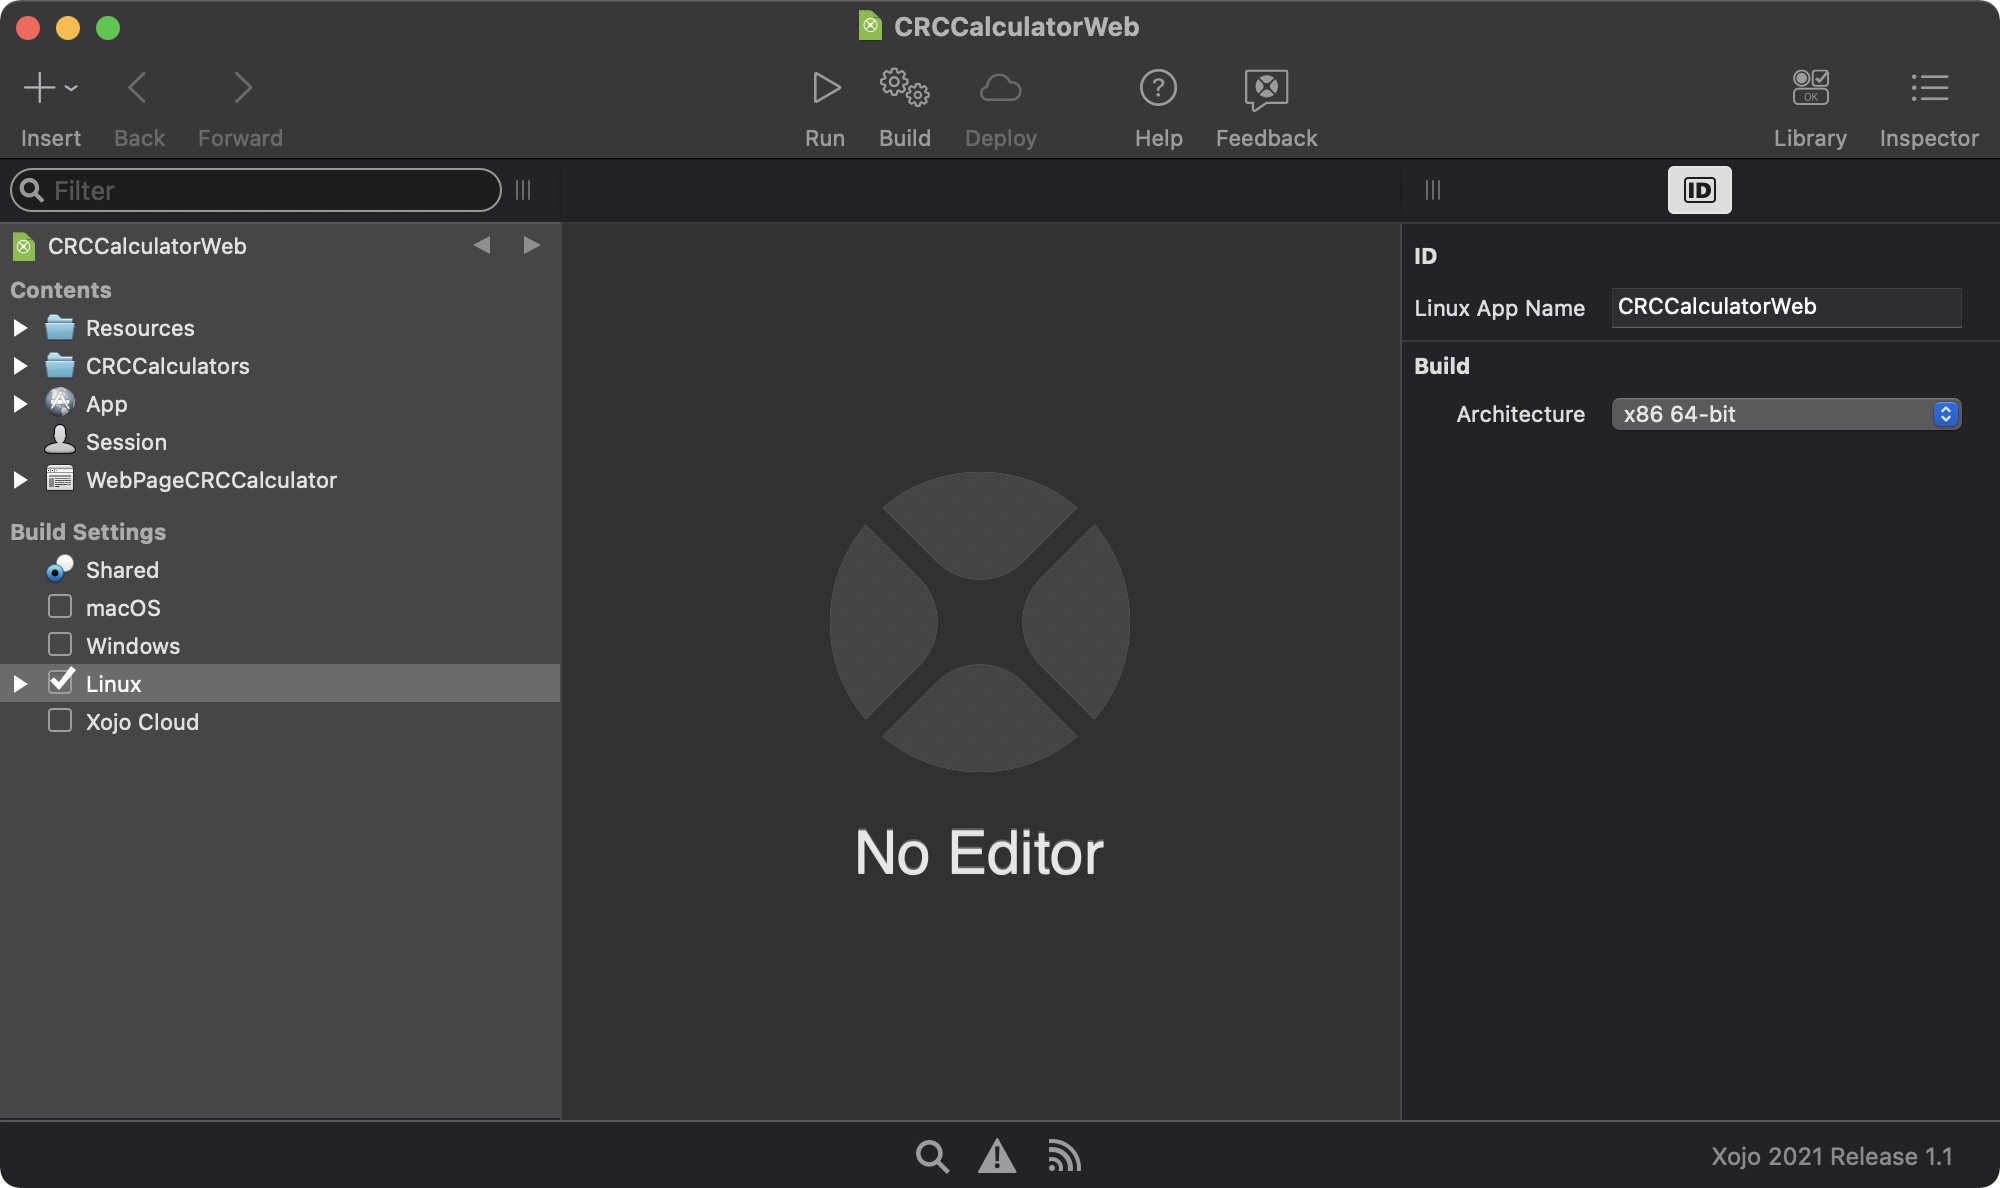 CRCCalculatorWeb
Insert
Back
Forward
Run
Build
Deploy
Help
Feedback
OK
Library
Inspector
Filter
ID
CRCCalculatorWeb
Contents
Resources
CRCCalculators
App
Session
WebPageCRCCalculator
Build Settings
Shared
macOS
Windows
Linux
Xojo Cloud
No Editor
ID
Linux App Name CRCCalculatorWeb
Build
Architecture x86 64-bit
Xojo 2021 Release 1.1